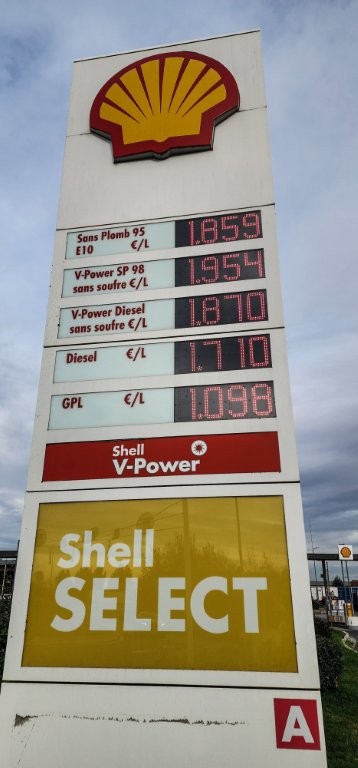 Sans Plomb 95
E10 €/L 1.859
V-Power SP 98
sans soufre €/L 1.954
V-Power Diesel
sans soufre €/L 1.870
Diesel €/L 1.710
GPL €/L 1.098
Shell
V-Power
Shell
SELECT
A